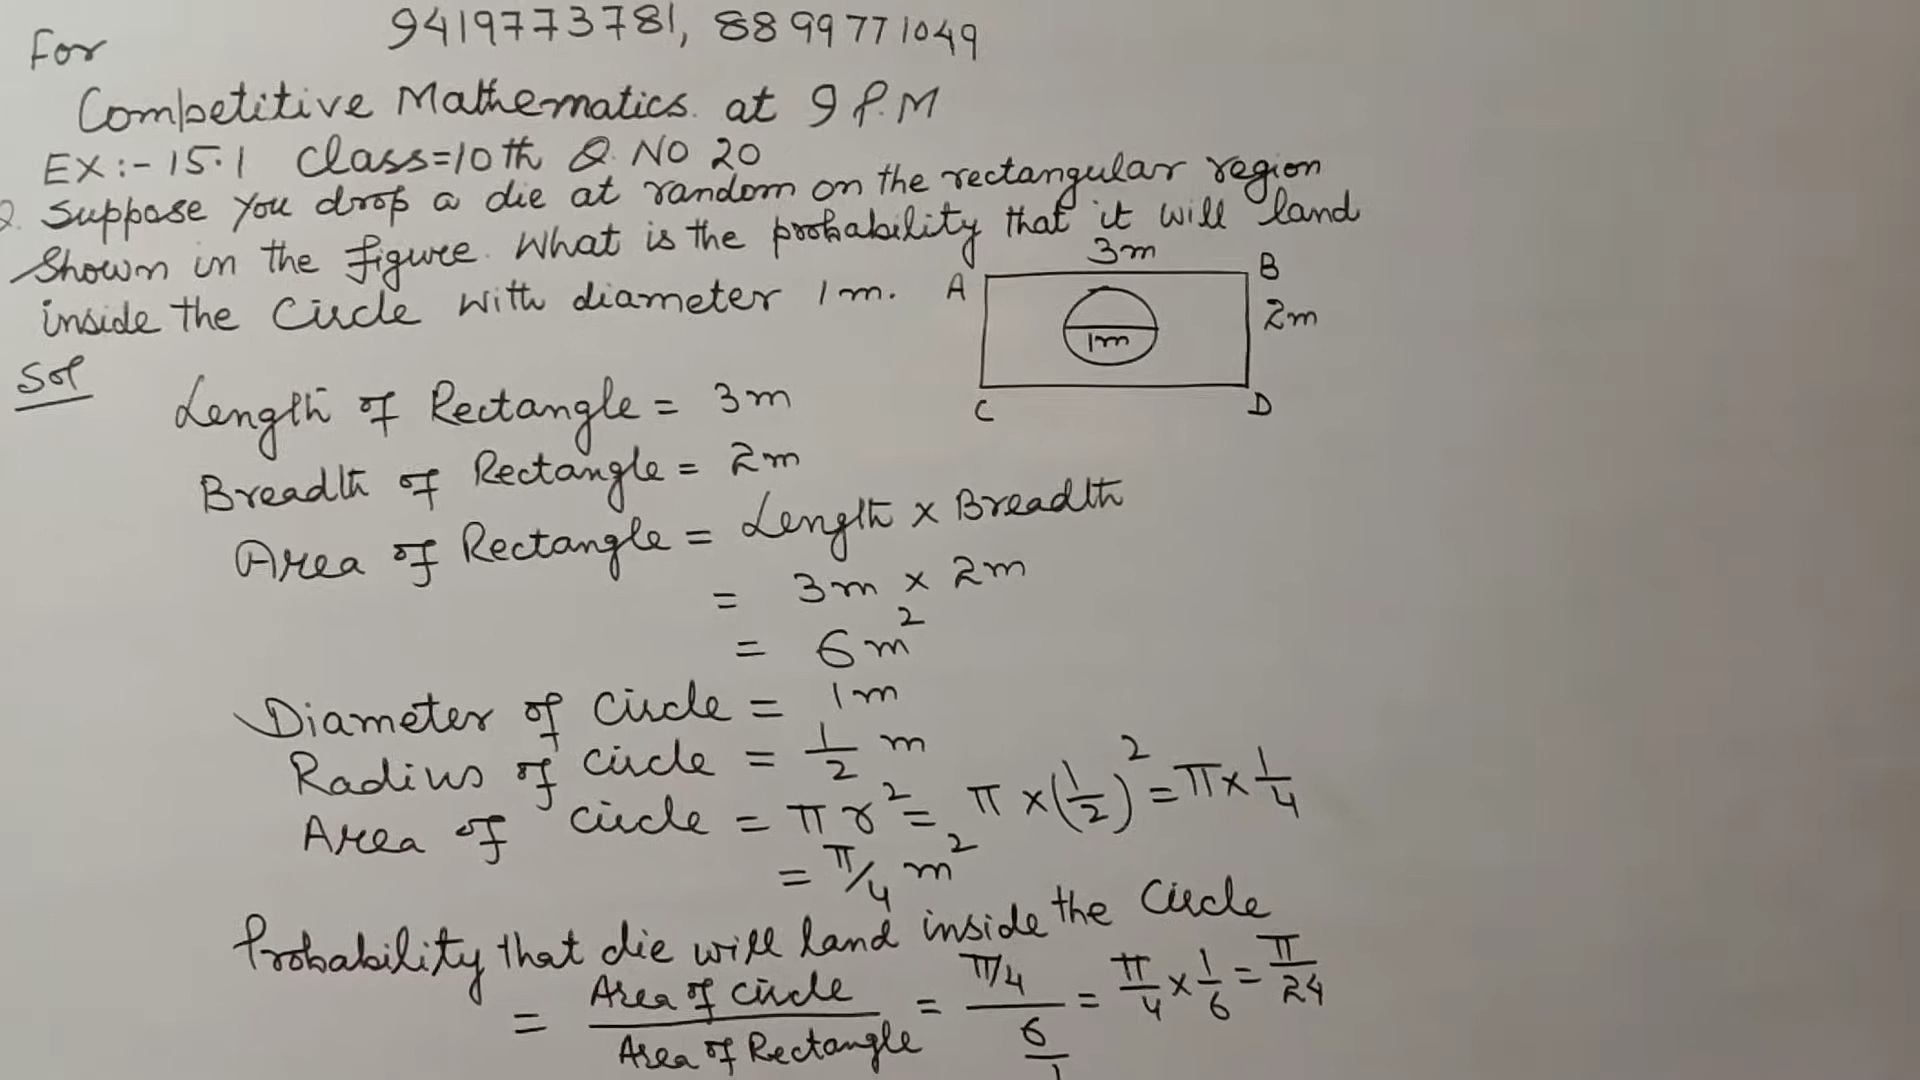 For 9419773781, 8899771049
Competitive Mathematics. at 9 P.M
EX:- 15.1 Class=10th Q. NO 20
Q. Suppose you drop a die at random on the rectangular region
Shown in the figure. What is the probability that it will land
inside the Circle with diameter 1m.
3m
A B
2m
1m
C D
Sol
Length of Rectangle = 3m
Breadth of Rectangle = 2m
Area of Rectangle = Length × Breadth
= 3m × 2m
= 6m²
Diameter of Circle = 1m
Radius of circle = 1/2 m
Area of circle = πr² = π×(1/2)² = π×1/4
= π/4 m²
Probability that die will land inside the Circle
= Area of circle / Area of Rectangle = π/4 / 6/1 = π/4 × 1/6 = π/24